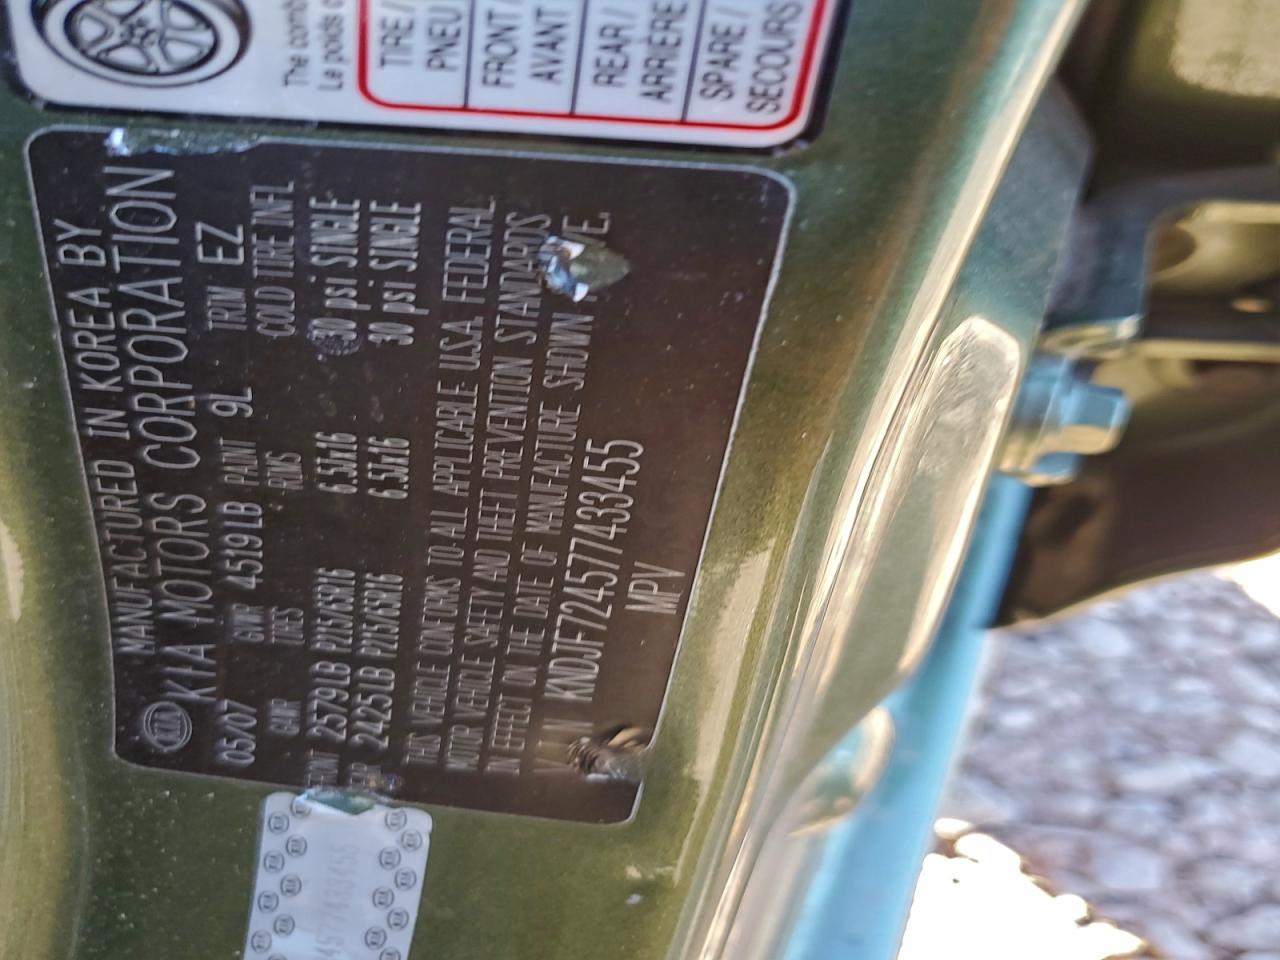 The comb
Le poids d
TIRE /
PNEU
FRONT /
AVANT
REAR /
ARRIÈRE
SPARE /
SECOURS
MANUFACTURED IN KOREA BY
KIA KIA MOTORS CORPORATION
05/07 GVWR 4519LB PAINT 9L TRIM EZ
GAWR TIRES RIMS COLD TIRE INFL
FRONT 2579LB P215/65R16 6.5Jx16 30 psi SINGLE
2425LB P215/65R16 6.5Jx16 30 psi SINGLE
THIS VEHICLE CONFORMS TO ALL APPLICABLE U.S.A. FEDERAL
MOTOR VEHICLE SAFETY AND THEFT PREVENTION STANDARDS
IN EFFECT ON THE DATE OF MANUFACTURE SHOWN VE.
V I N KNDJF724577433455
MPV
4577433455